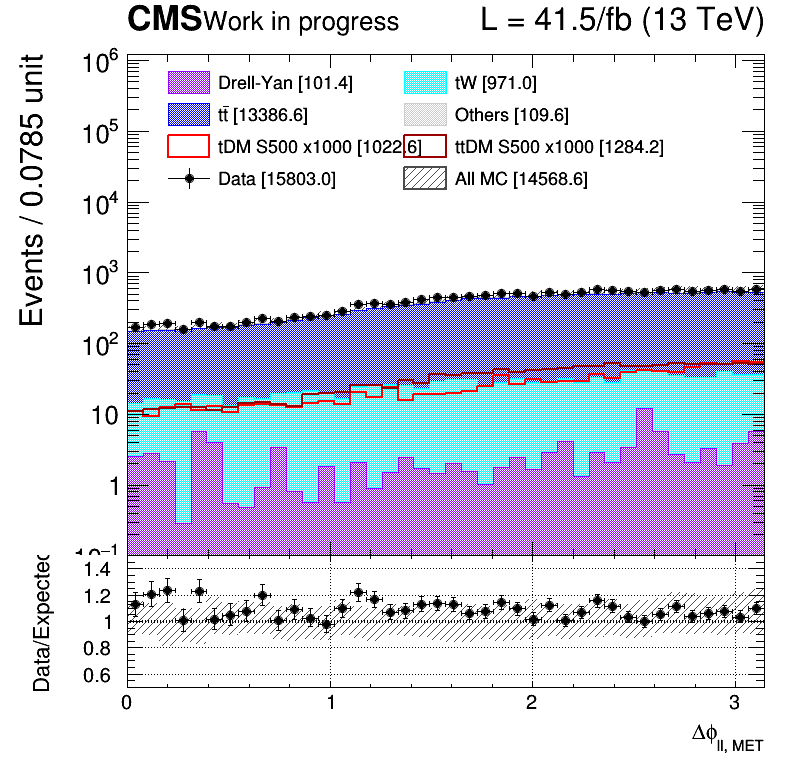 CMS Work in progress L = 41.5/fb (13 TeV)
Events / 0.0785 unit
10⁶
10⁵
10⁴
10³
10²
10
1
10⁻¹
Drell-Yan [101.4] tW [971.0]
tt̄ [13386.6] Others [109.6]
tDM S500 x1000 [1022.6] ttDM S500 x1000 [1284.2]
Data [15803.0] All MC [14568.6]
Data/Expected
1.4
1.2
1
0.8
0.6
0 1 2 3
Δϕll, MET